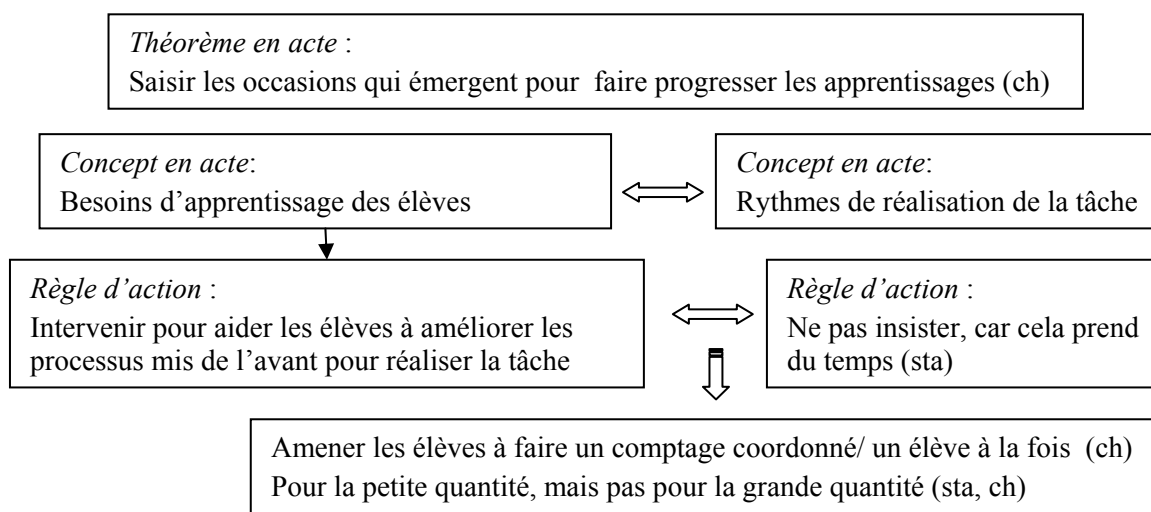 Théorème en acte :
Saisir les occasions qui émergent pour faire progresser les apprentissages (ch)
Concept en acte:
Besoins d'apprentissage des élèves
Concept en acte:
Rythmes de réalisation de la tâche
Règle d'action :
Intervenir pour aider les élèves à améliorer les
processus mis de l'avant pour réaliser la tâche
Règle d'action :
Ne pas insister, car cela prend
du temps (sta)
Amener les élèves à faire un comptage coordonné/ un élève à la fois (ch)
Pour la petite quantité, mais pas pour la grande quantité (sta, ch)